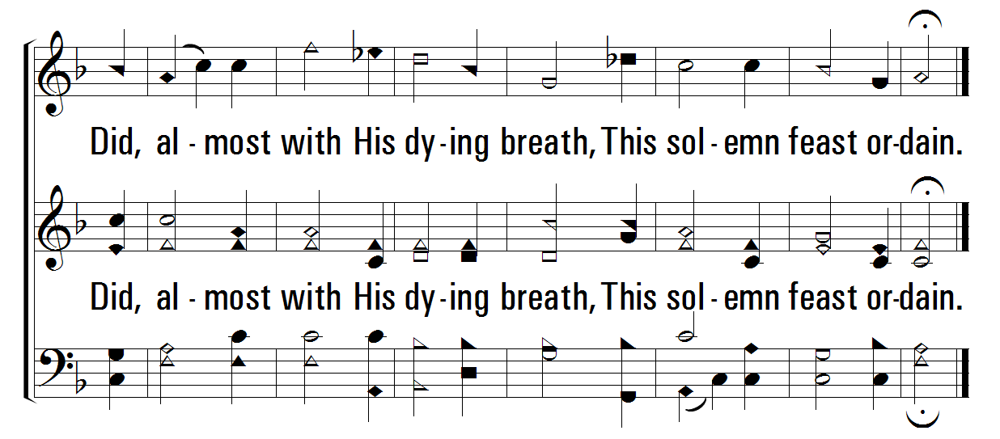 Did, al - most with His dy - ing breath, This sol - emn feast or-dain.
Did, al - most with His dy - ing breath, This sol - emn feast or-dain.